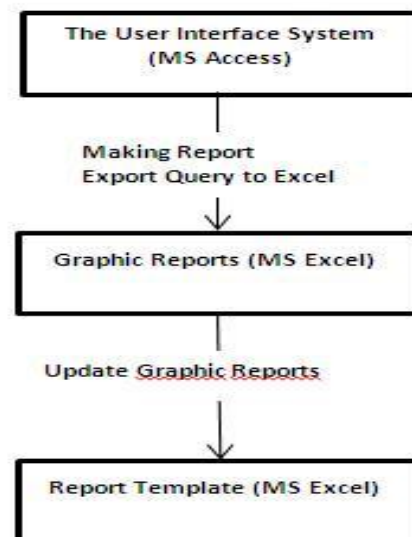 The User Interface System
(MS Access)
Making Report
Export Query to Excel
Graphic Reports (MS Excel)
Update Graphic Reports
Report Template (MS Excel)